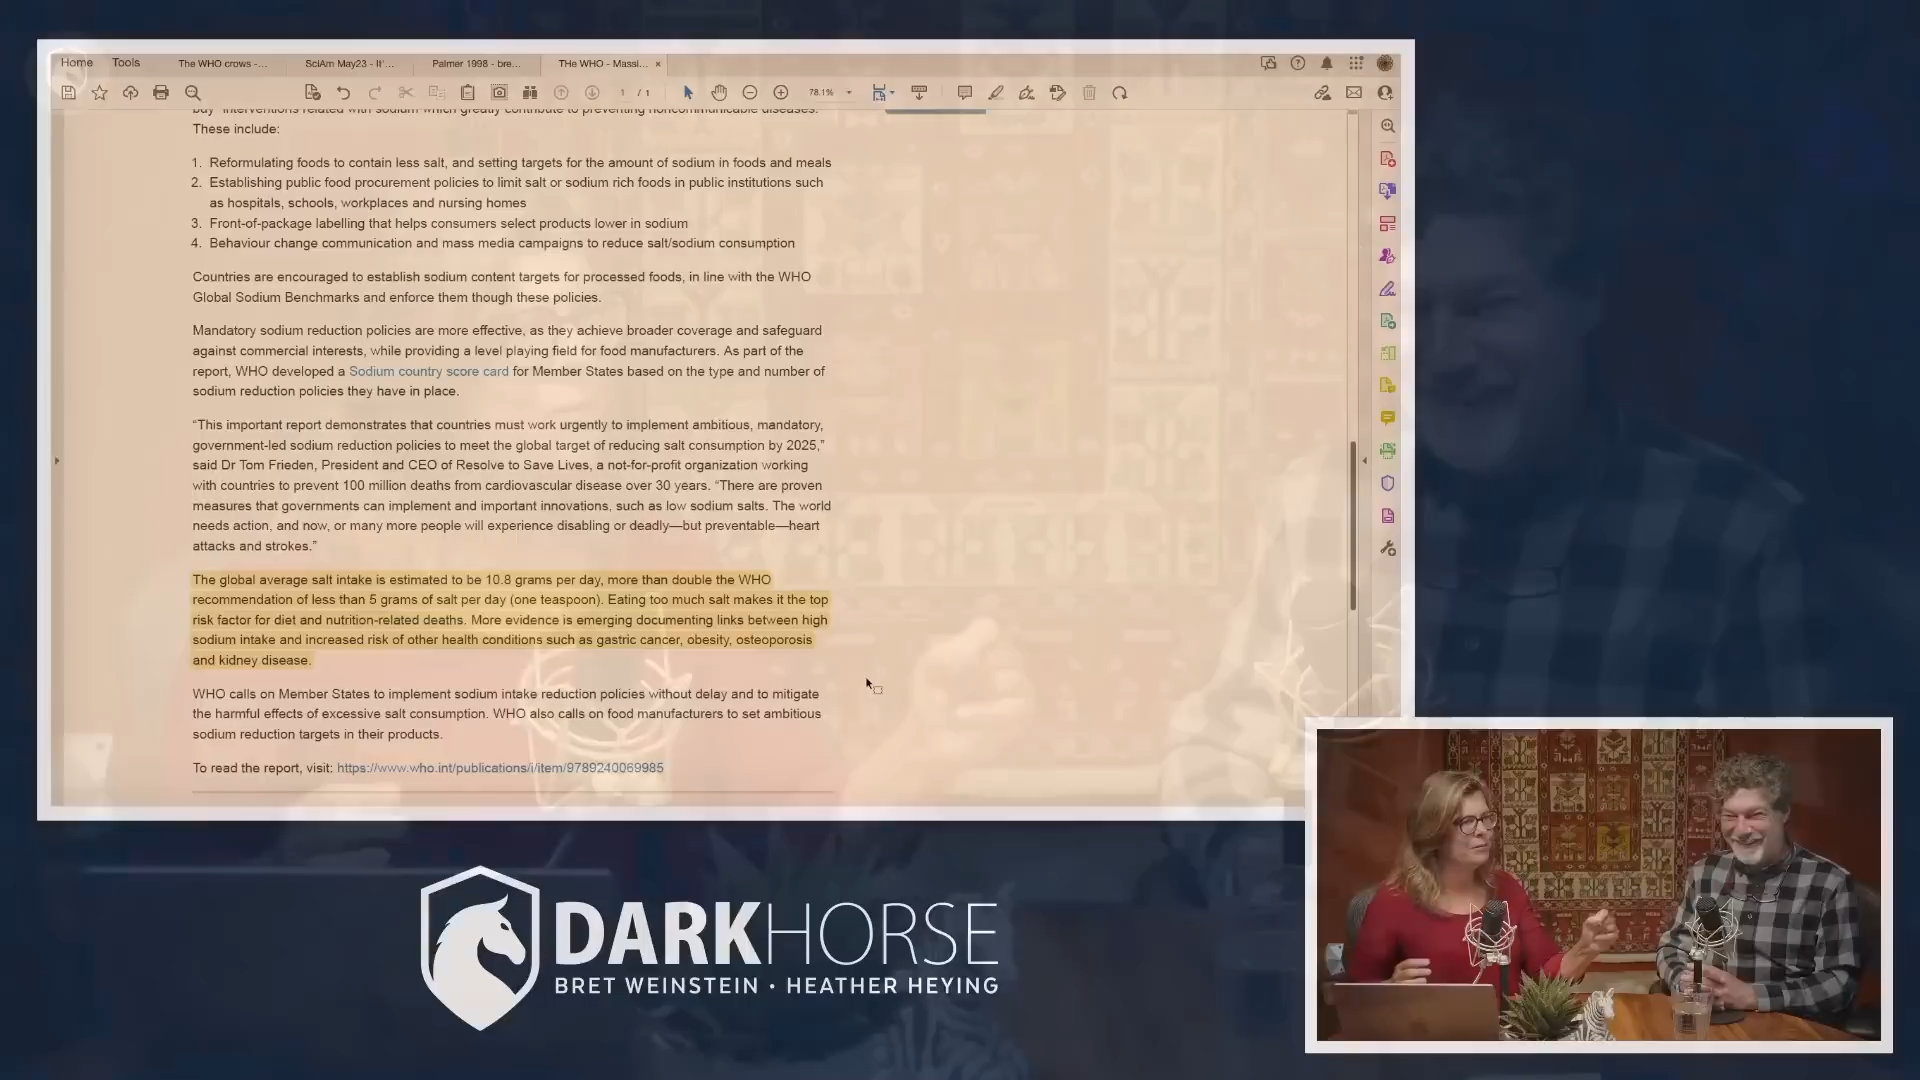 Home Tools The WHO crows -... SciAm May23 - It'... Palmer 1998 - bre... THe WHO - Massi... ×
1 / 1 78.1%
buy" interventions related with sodium which greatly contribute to preventing noncommunicable diseases.
These include:
1. Reformulating foods to contain less salt, and setting targets for the amount of sodium in foods and meals
2. Establishing public food procurement policies to limit salt or sodium rich foods in public institutions such
as hospitals, schools, workplaces and nursing homes
3. Front-of-package labelling that helps consumers select products lower in sodium
4. Behaviour change communication and mass media campaigns to reduce salt/sodium consumption
Countries are encouraged to establish sodium content targets for processed foods, in line with the WHO
Global Sodium Benchmarks and enforce them though these policies.
Mandatory sodium reduction policies are more effective, as they achieve broader coverage and safeguard
against commercial interests, while providing a level playing field for food manufacturers. As part of the
report, WHO developed a Sodium country score card for Member States based on the type and number of
sodium reduction policies they have in place.
“This important report demonstrates that countries must work urgently to implement ambitious, mandatory,
government-led sodium reduction policies to meet the global target of reducing salt consumption by 2025,”
said Dr Tom Frieden, President and CEO of Resolve to Save Lives, a not-for-profit organization working
with countries to prevent 100 million deaths from cardiovascular disease over 30 years. “There are proven
measures that governments can implement and important innovations, such as low sodium salts. The world
needs action, and now, or many more people will experience disabling or deadly—but preventable—heart
attacks and strokes.”
The global average salt intake is estimated to be 10.8 grams per day, more than double the WHO
recommendation of less than 5 grams of salt per day (one teaspoon). Eating too much salt makes it the top
risk factor for diet and nutrition-related deaths. More evidence is emerging documenting links between high
sodium intake and increased risk of other health conditions such as gastric cancer, obesity, osteoporosis
and kidney disease.
WHO calls on Member States to implement sodium intake reduction policies without delay and to mitigate
the harmful effects of excessive salt consumption. WHO also calls on food manufacturers to set ambitious
sodium reduction targets in their products.
To read the report, visit: https://www.who.int/publications/i/item/9789240069985
DARKHORSE
BRET WEINSTEIN • HEATHER HEYING